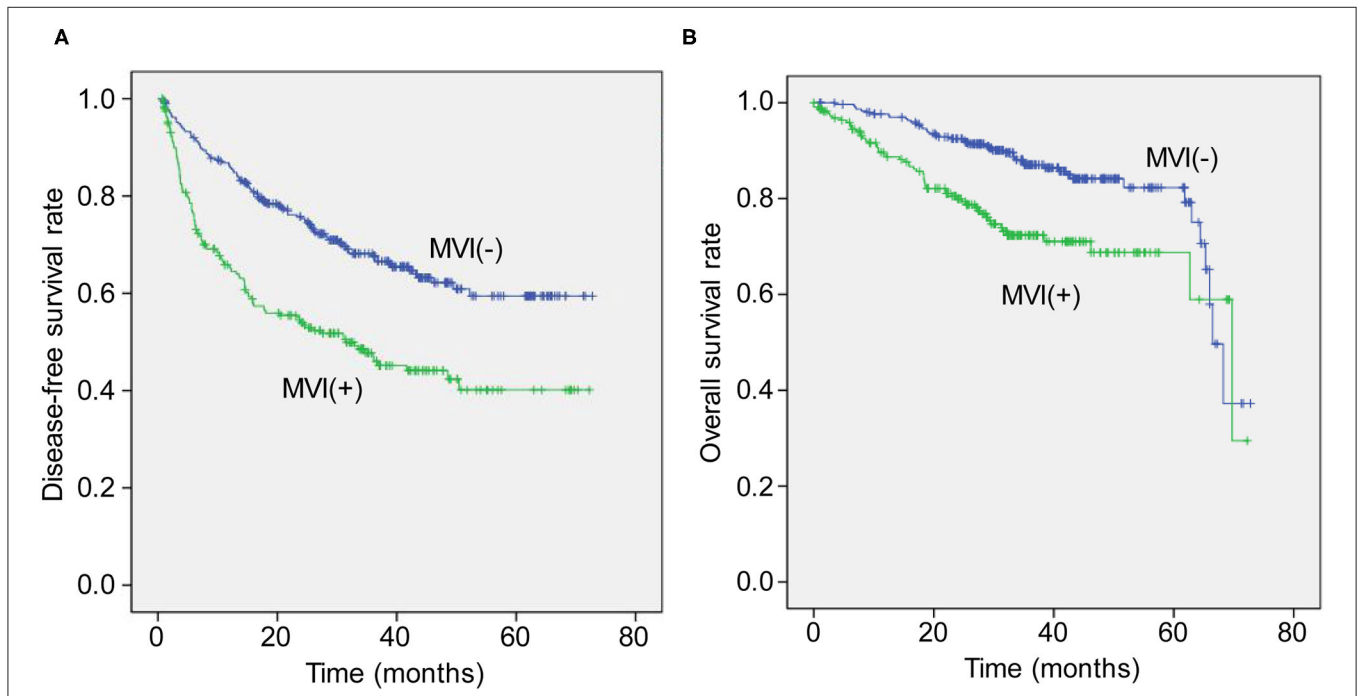 A
Disease-free survival rate
1.0
0.8
0.6
0.4
0.2
0.0
MVI(-)
MVI(+)
0 20 40 60 80
Time (months)
B
Overall survival rate
1.0
0.8
0.6
0.4
0.2
0.0
MVI(-)
MVI(+)
0 20 40 60 80
Time (months)